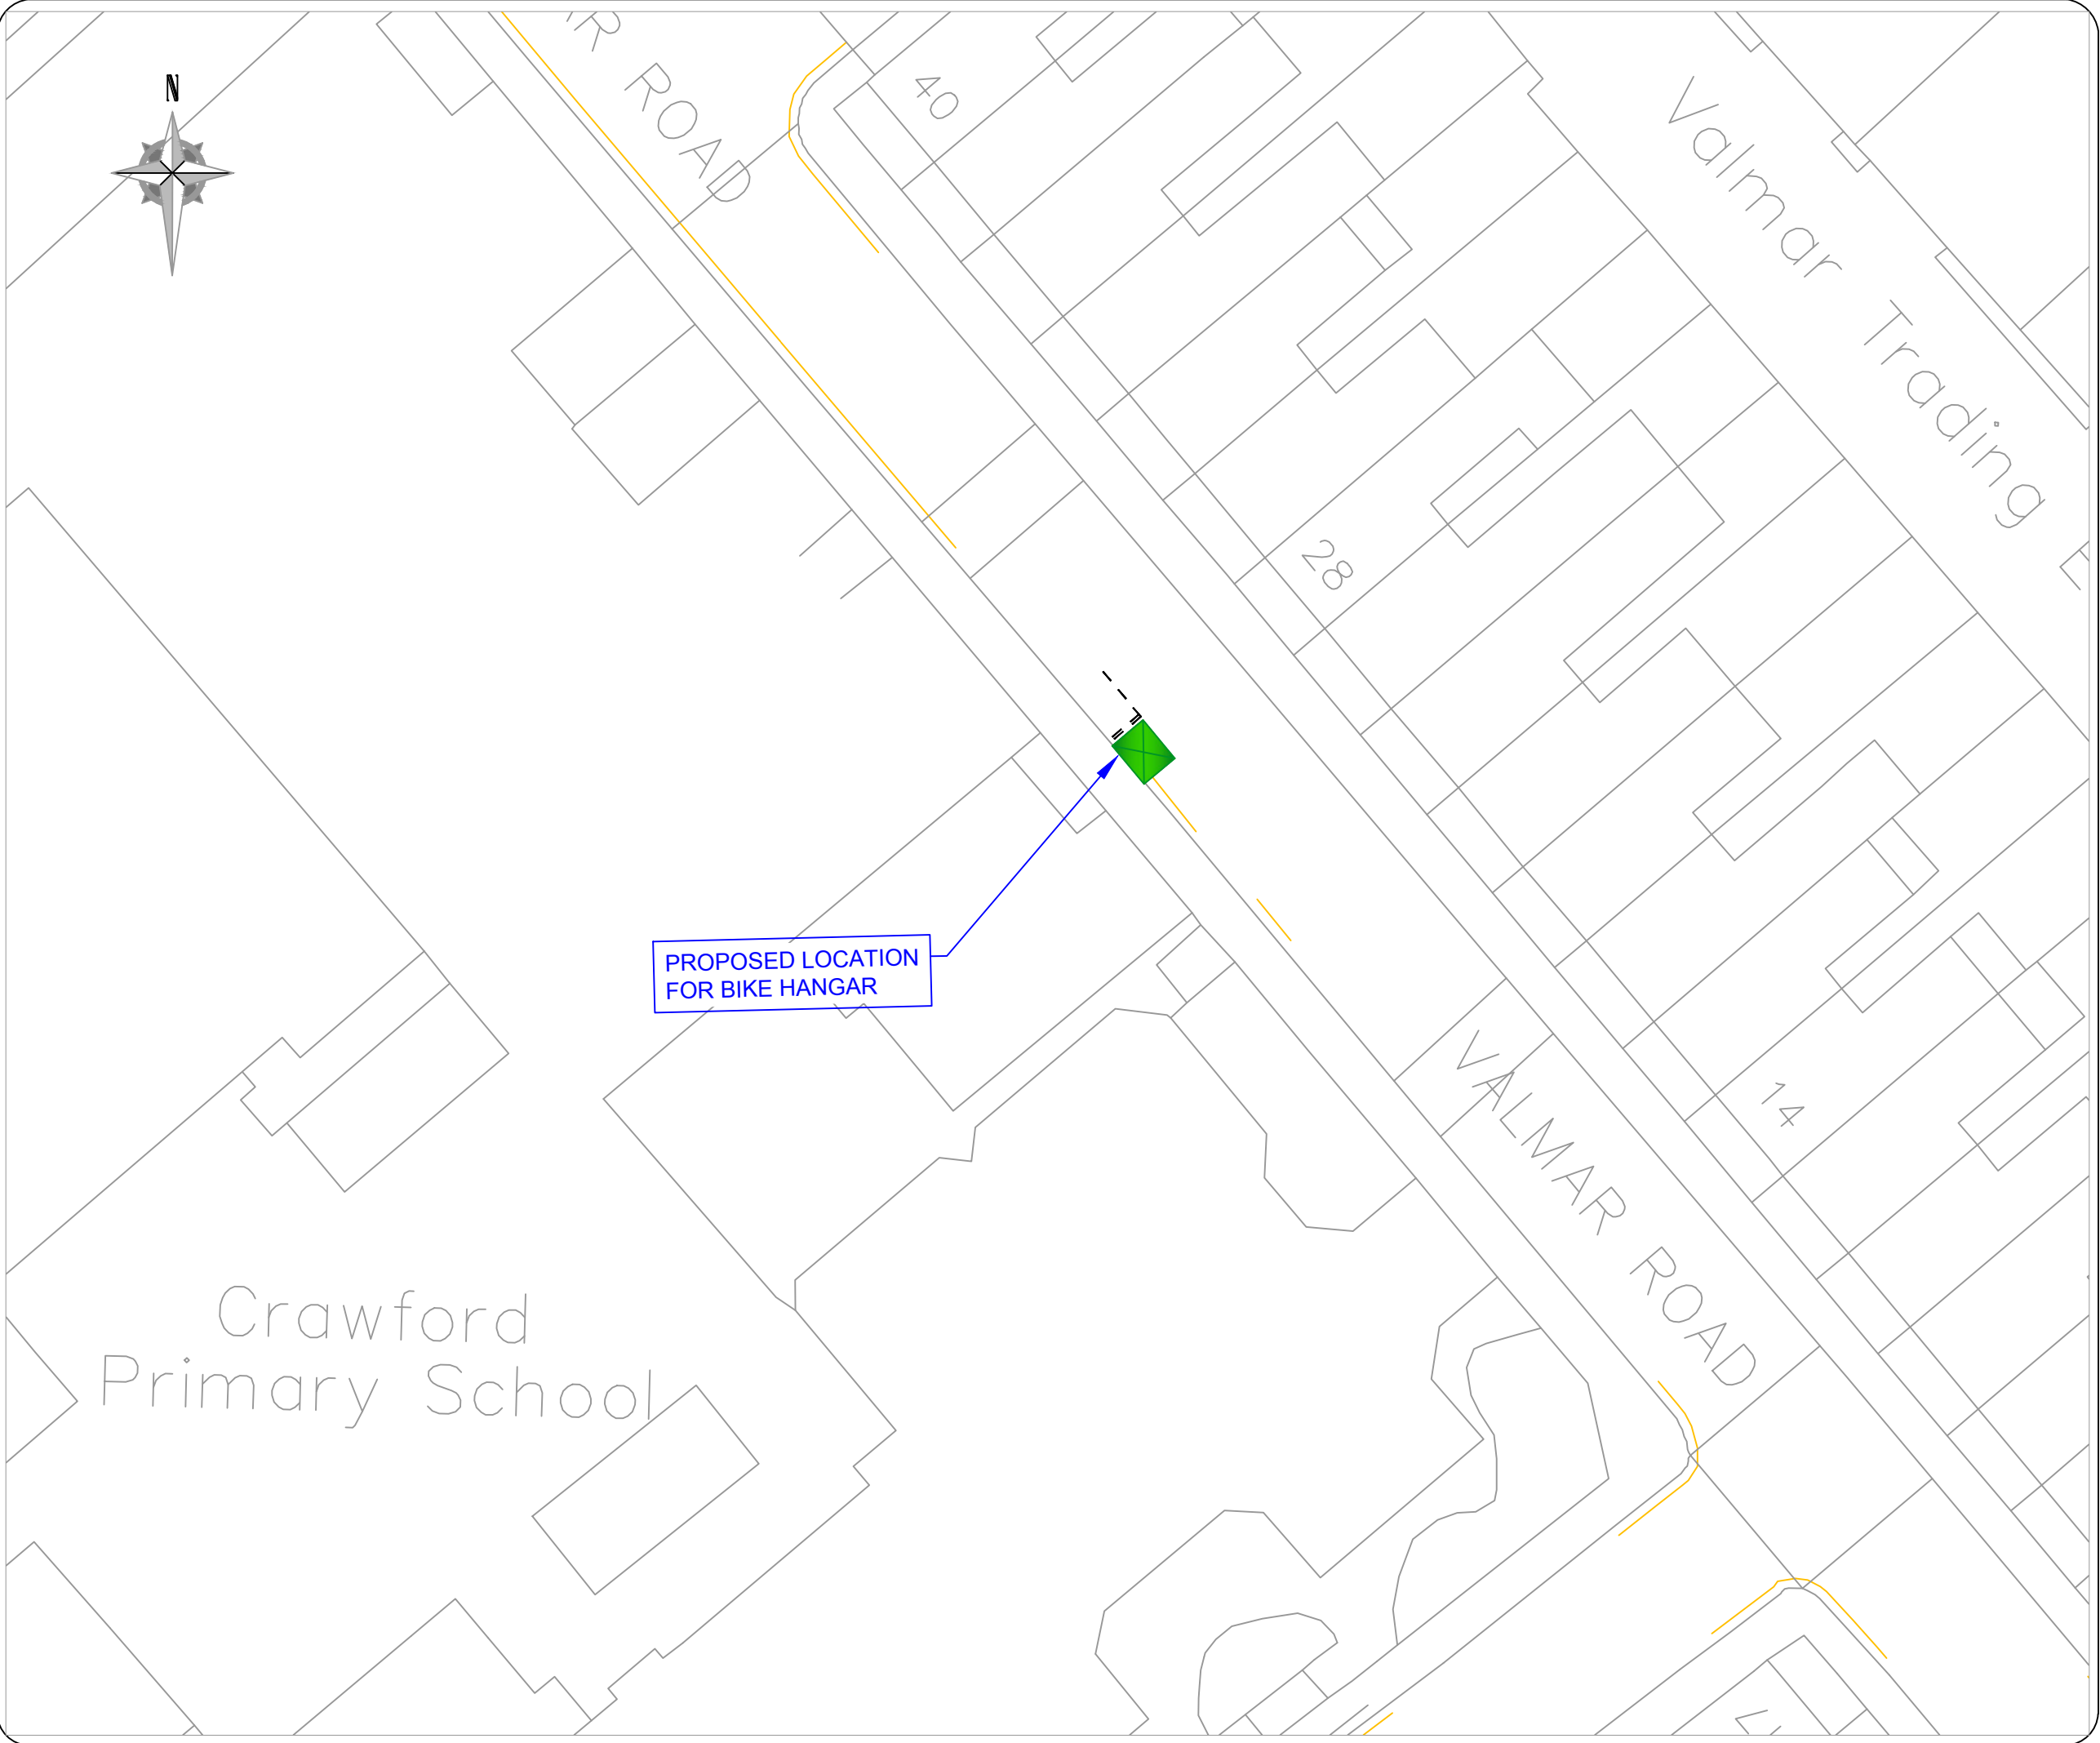 N
R ROAD
40
Valmar Trading
28
PROPOSED LOCATION
FOR BIKE HANGAR
VALMAR ROAD
14
Crawford
Primary School